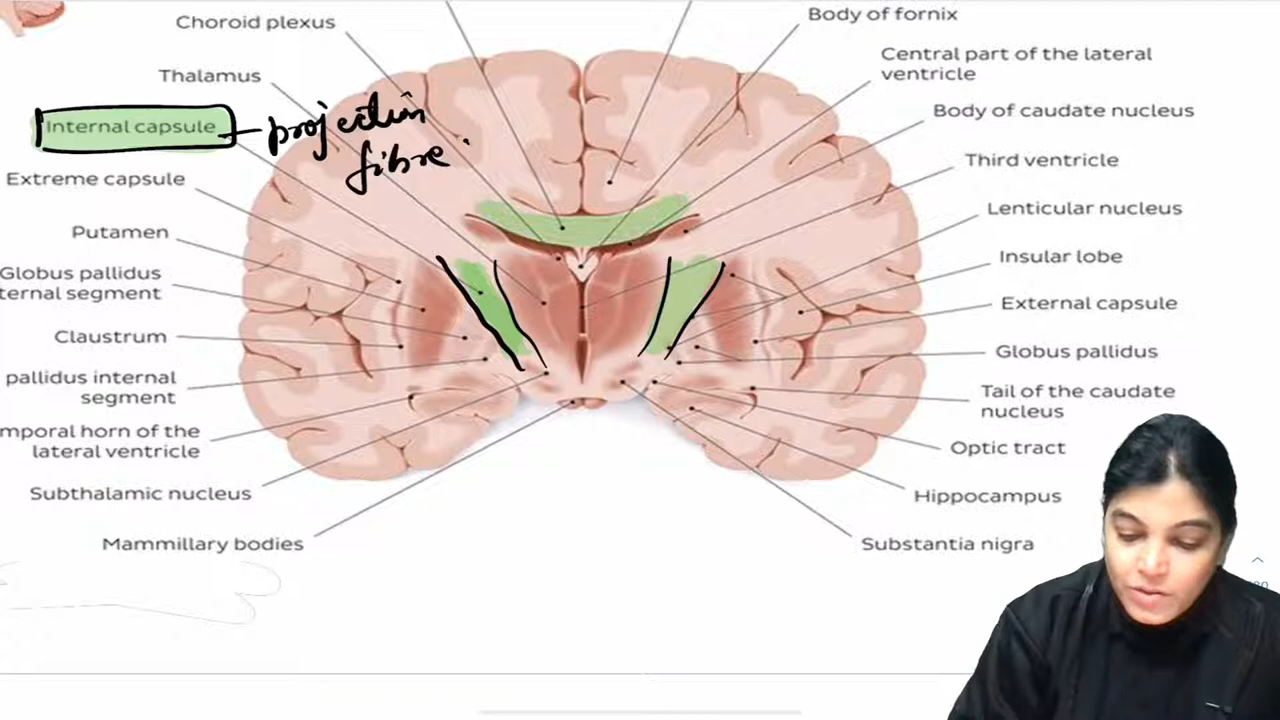 Choroid plexus
Thalamus
Internal capsule
projection
fibre
Extreme capsule
Putamen
Globus pallidus
ternal segment
Claustrum
pallidus internal
segment
mporal horn of the
lateral ventricle
Subthalamic nucleus
Mammillary bodies
Body of fornix
Central part of the lateral
ventricle
Body of caudate nucleus
Third ventricle
Lenticular nucleus
Insular lobe
External capsule
Globus pallidus
Tail of the caudate
nucleus
Optic tract
Hippocampus
Substantia nigra